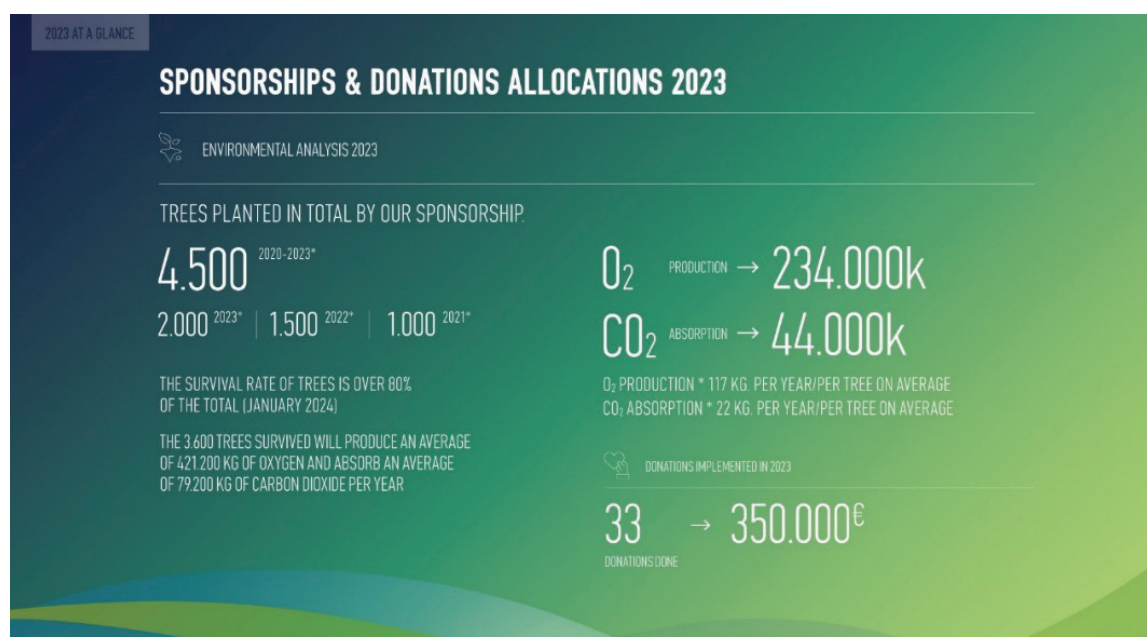 2023 AT A GLANCE
SPONSORSHIPS & DONATIONS ALLOCATIONS 2023
ENVIRONMENTAL ANALYSIS 2023
TREES PLANTED IN TOTAL BY OUR SPONSORSHIP.
4.500 2020-2023*
2.000 2023* | 1.500 2022* | 1.000 2021*
THE SURVIVAL RATE OF TREES IS OVER 80%
OF THE TOTAL (JANUARY 2024)
THE 3.600 TREES SURVIVED WILL PRODUCE AN AVERAGE
OF 421.200 KG OF OXYGEN AND ABSORB AN AVERAGE
OF 79.200 KG OF CARBON DIOXIDE PER YEAR
O₂ PRODUCTION → 234.000k
CO₂ ABSORPTION → 44.000k
O₂ PRODUCTION * 117 KG. PER YEAR/PER TREE ON AVERAGE
CO₂ ABSORPTION * 22 KG. PER YEAR/PER TREE ON AVERAGE
DONATIONS IMPLEMENTED IN 2023
33 → 350.000€
DONATIONS DONE